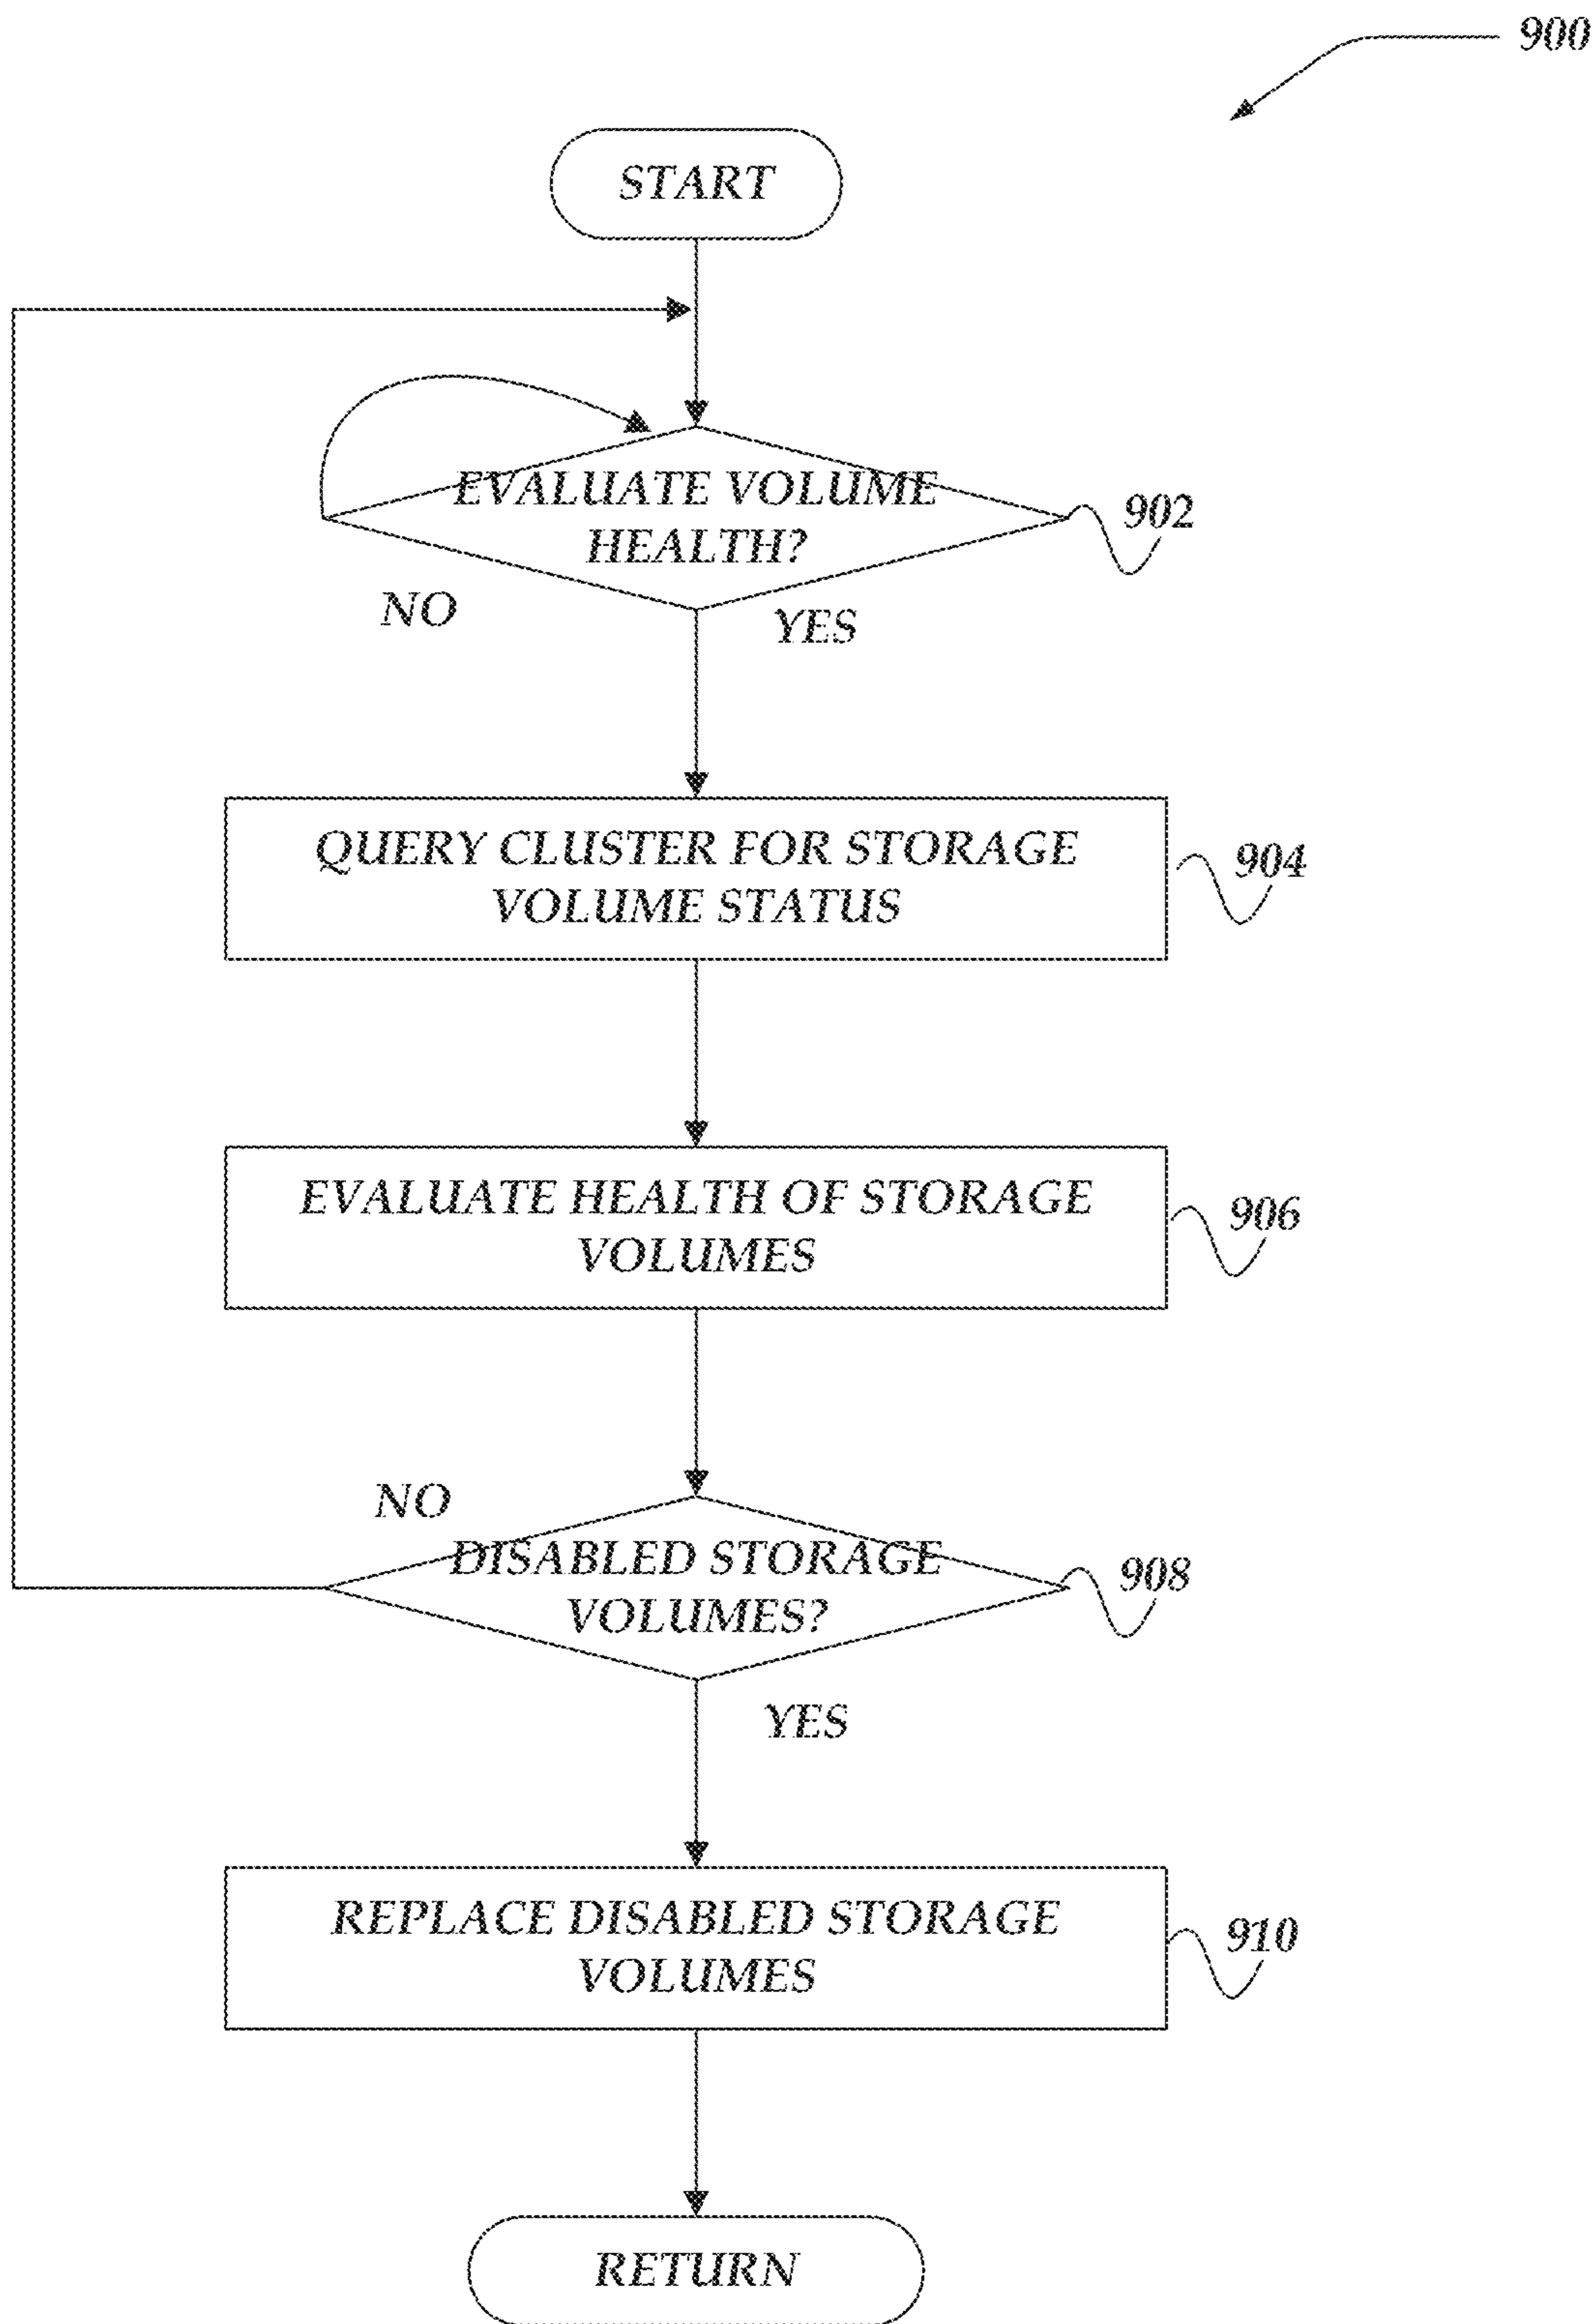 900
START
EVALUATE VOLUME
HEALTH?
902
NO
YES
QUERY CLUSTER FOR STORAGE
VOLUME STATUS
904
EVALUATE HEALTH OF STORAGE
VOLUMES
906
NO
DISABLED STORAGE
VOLUMES?
908
YES
REPLACE DISABLED STORAGE
VOLUMES
910
RETURN